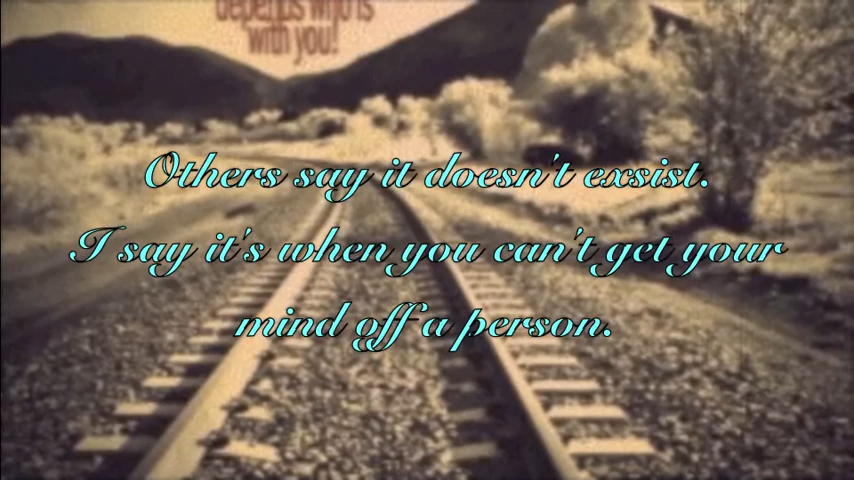 depends who is
with you!
Others say it doesn't exsist.
I say it's when you can't get your
mind off a person.